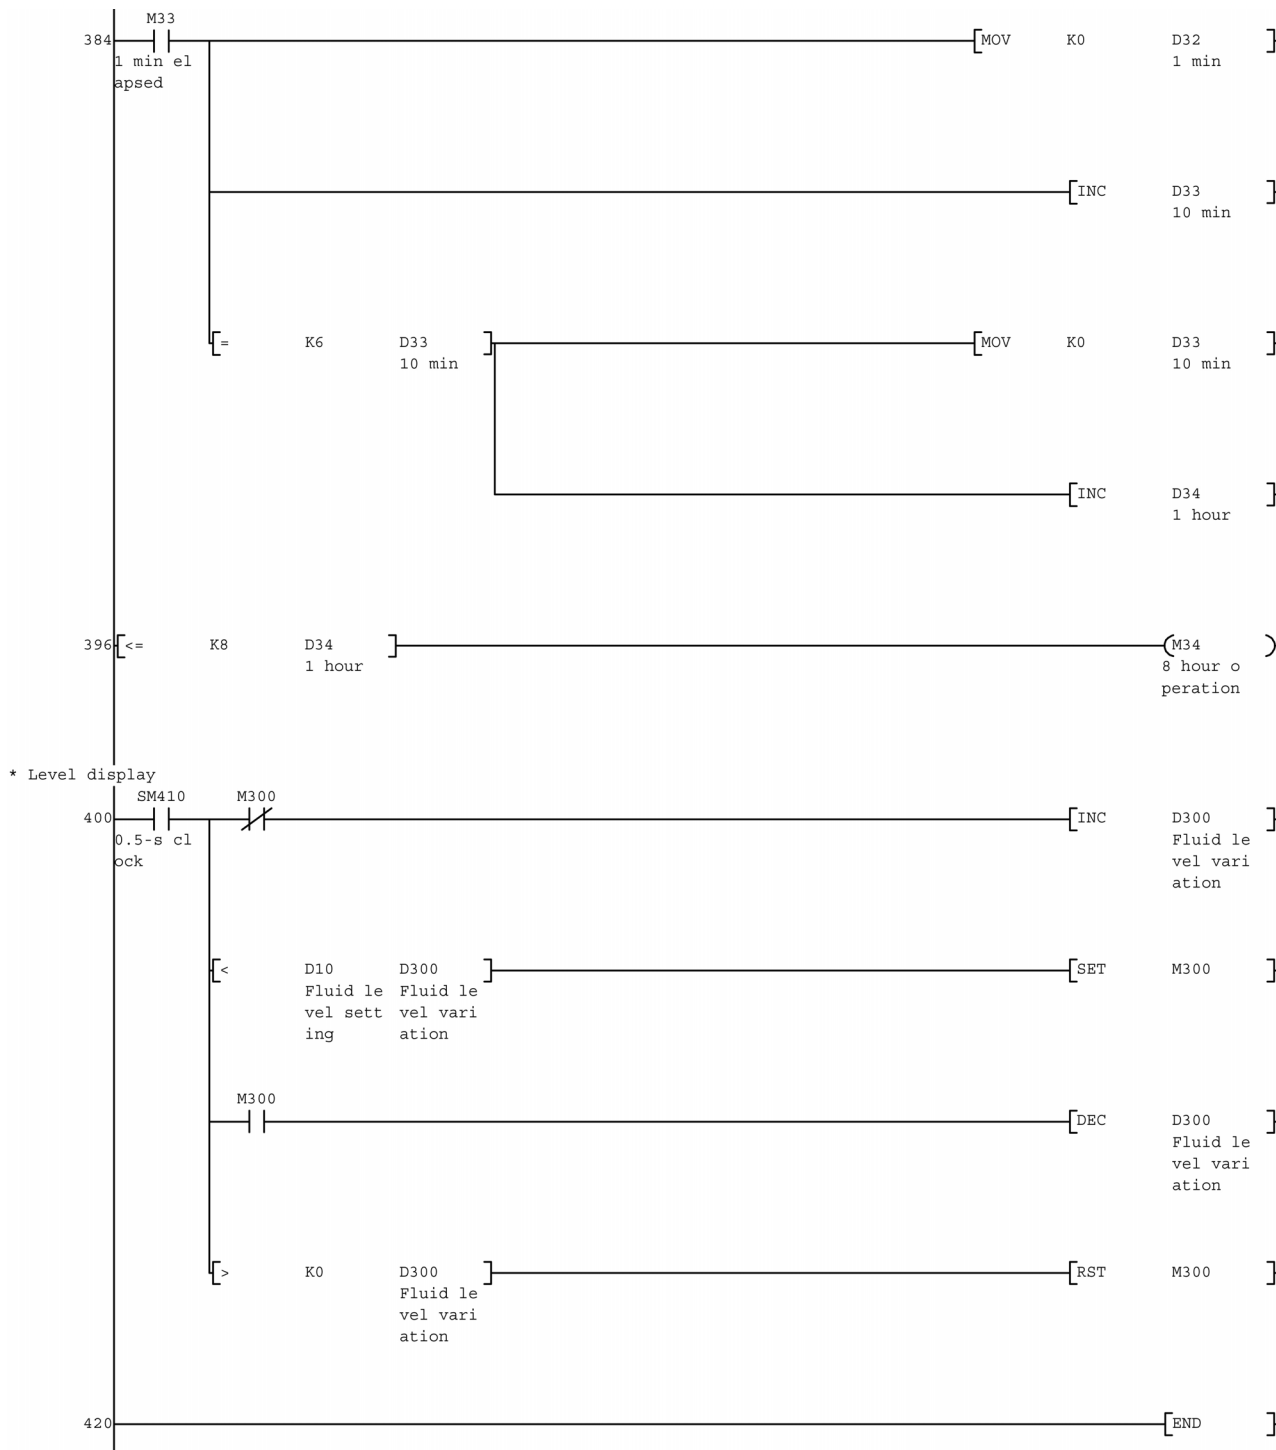 M33
384 MOV K0 D32
1 min el 1 min
apsed
INC D33
10 min
= K6 D33 MOV K0 D33
10 min 10 min
INC D34
1 hour
396 <= K8 D34 M34
1 hour 8 hour o
peration
* Level display
SM410 M300
400 INC D300
0.5-s cl Fluid le
ock vel vari
ation
< D10 D300 SET M300
Fluid le Fluid le
vel sett vel vari
ing ation
M300
DEC D300
Fluid le
vel vari
ation
> K0 D300 RST M300
Fluid le
vel vari
ation
420 END